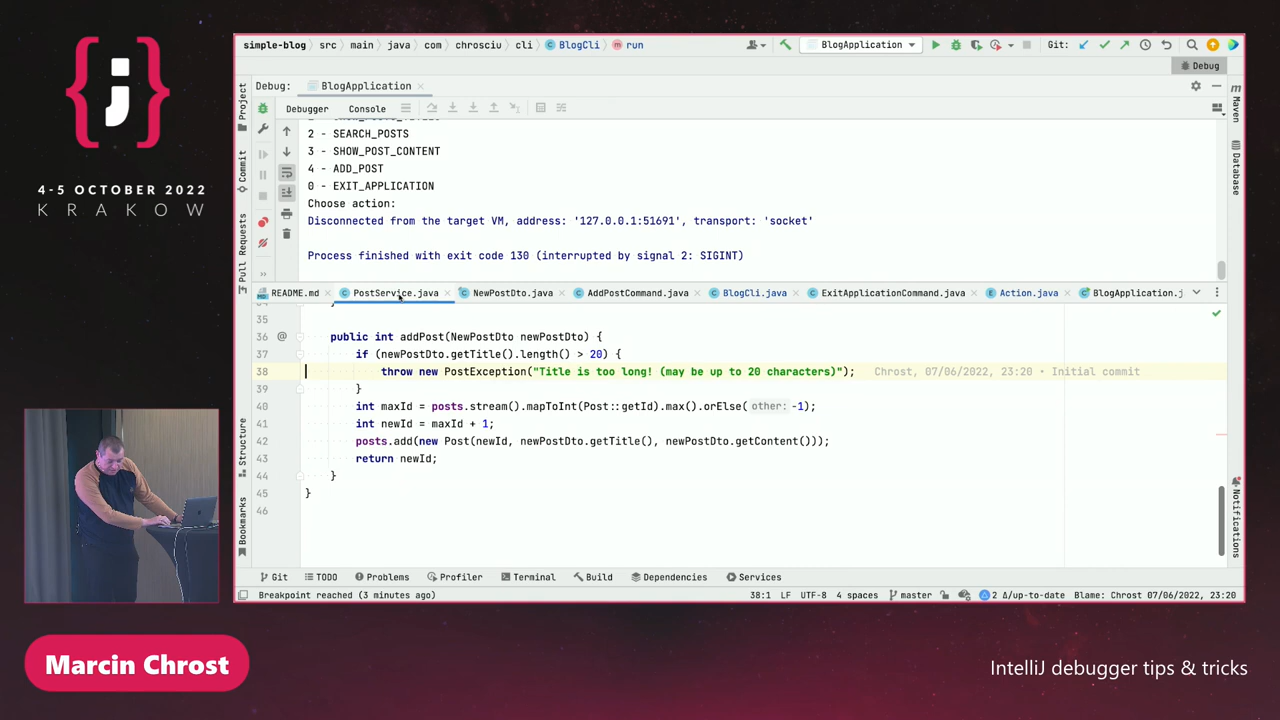 4-5 OCTOBER 2022
KRAKOW
Marcin Chrost
IntelliJ debugger tips & tricks
simple-blog › src › main › java › com › chrosciu › cli › BlogCli › run
BlogApplication
Git:
Debug
Debug: BlogApplication
Debugger Console
2 - SEARCH_POSTS
3 - SHOW_POST_CONTENT
4 - ADD_POST
0 - EXIT_APPLICATION
Choose action:
Disconnected from the target VM, address: '127.0.0.1:51691', transport: 'socket'
Process finished with exit code 130 (interrupted by signal 2: SIGINT)
README.md PostService.java NewPostDto.java AddPostCommand.java BlogCli.java ExitApplicationCommand.java Action.java BlogApplication.j
35
36 public int addPost(NewPostDto newPostDto) {
37 if (newPostDto.getTitle().length() > 20) {
38 throw new PostException("Title is too long! (may be up to 20 characters)"); Chrost, 07/06/2022, 23:20 • Initial commit
39 }
40 int maxId = posts.stream().mapToInt(Post::getId).max().orElse( other: -1);
41 int newId = maxId + 1;
42 posts.add(new Post(newId, newPostDto.getTitle(), newPostDto.getContent()));
43 return newId;
44 }
45 }
46
Git TODO Problems Profiler Terminal Build Dependencies Services
Breakpoint reached (3 minutes ago) 38:1 LF UTF-8 4 spaces master 2 Δ/up-to-date Blame: Chrost 07/06/2022, 23:20
Project
Commit
Pull Requests
Structure
Bookmarks
Maven
Database
Notifications